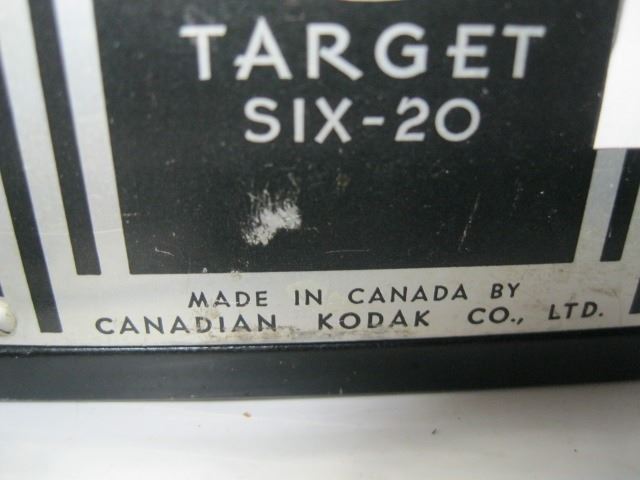 TARGET
SIX-20
MADE IN CANADA BY
CANADIAN KODAK CO., LTD.